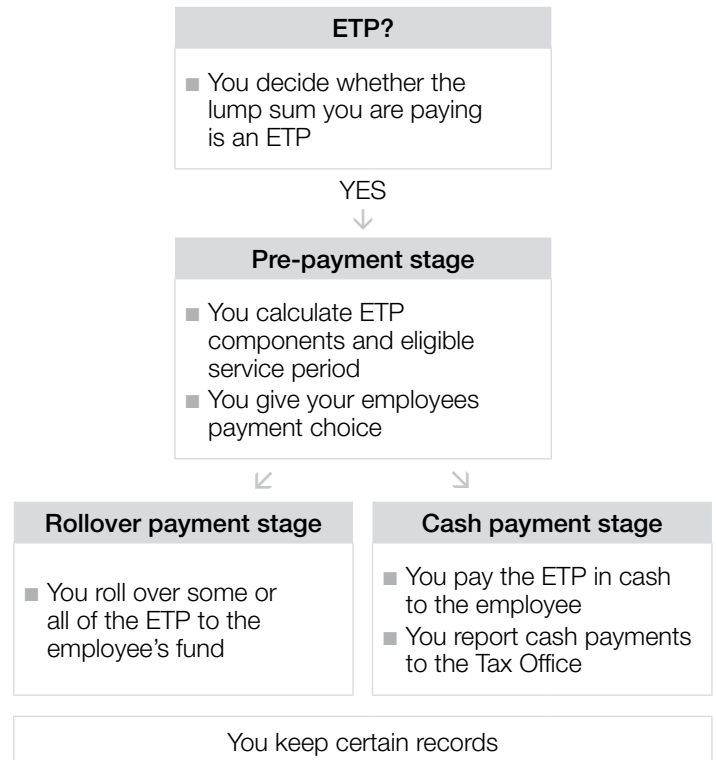 ETP?
■ You decide whether the
lump sum you are paying
is an ETP
YES
↓
Pre-payment stage
■ You calculate ETP
components and eligible
service period
■ You give your employees
payment choice
↙ ↘
Rollover payment stage
■ You roll over some or
all of the ETP to the
employee’s fund
Cash payment stage
■ You pay the ETP in cash
to the employee
■ You report cash payments
to the Tax Office
You keep certain records